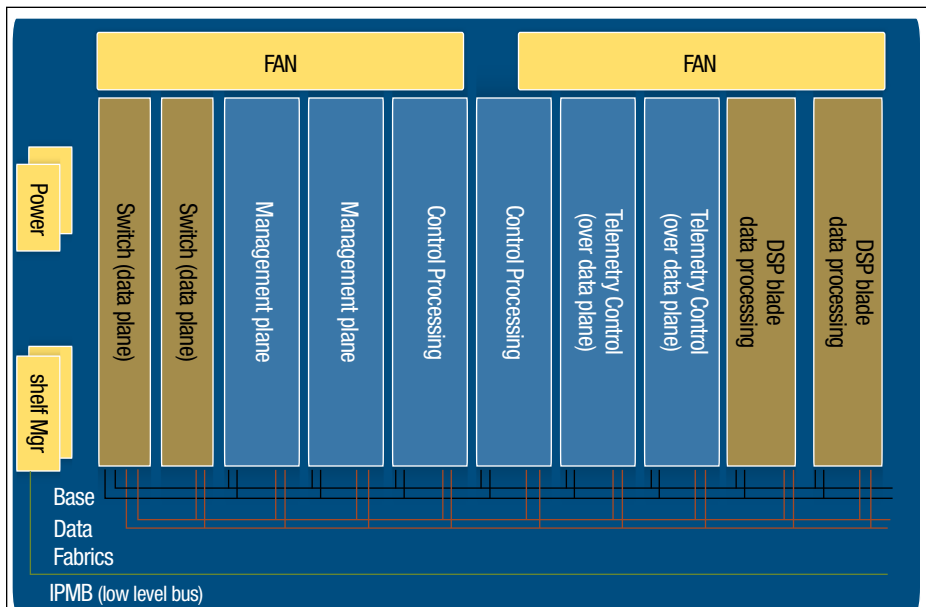 FAN
FAN
Power
shelf Mgr
Switch (data plane)
Switch (data plane)
Management plane
Management plane
Control Processing
Control Processing
Telemetry Control
(over data plane)
Telemetry Control
(over data plane)
DSP blade
data processing
DSP blade
data processing
Base
Data
Fabrics
IPMB (low level bus)